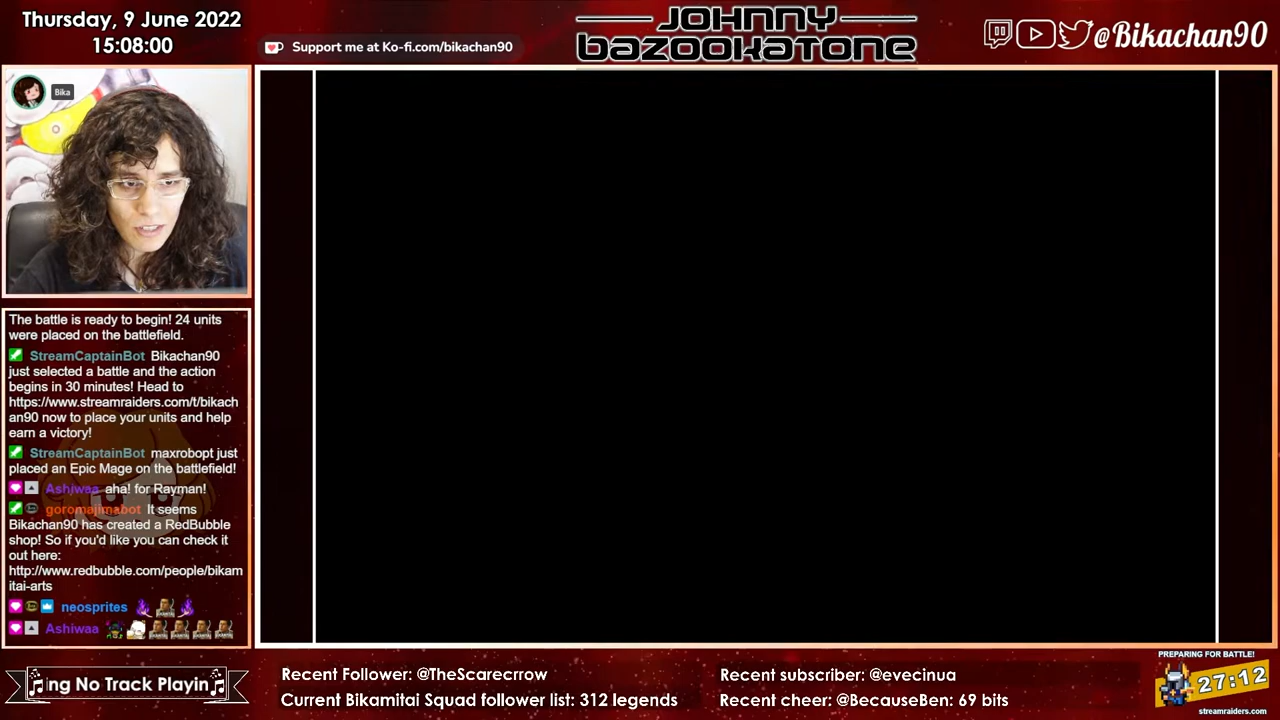 Thursday, 9 June 2022
15:08:00
Support me at Ko-fi.com/bikachan90
JOHNNY
BAZOOKATONE
@Bikachan90
Bika
The battle is ready to begin! 24 units
were placed on the battlefield.
StreamCaptainBot Bikachan90
just selected a battle and the action
begins in 30 minutes! Head to
https://www.streamraiders.com/t/bikach
an90 now to place your units and help
earn a victory!
StreamCaptainBot maxrobopt just
placed an Epic Mage on the battlefield!
Ashiwaa aha! for Rayman!
goromajimabot It seems
Bikachan90 has created a RedBubble
shop! So if you'd like you can check it
out here:
http://www.redbubble.com/people/bikam
itai-arts
neosprites
Ashiwaa
ing No Track Playin
Recent Follower: @TheScarecrrow
Current Bikamitai Squad follower list: 312 legends
Recent subscriber: @evecinua
Recent cheer: @BecauseBen: 69 bits
PREPARING FOR BATTLE!
27:12
streamraiders.com